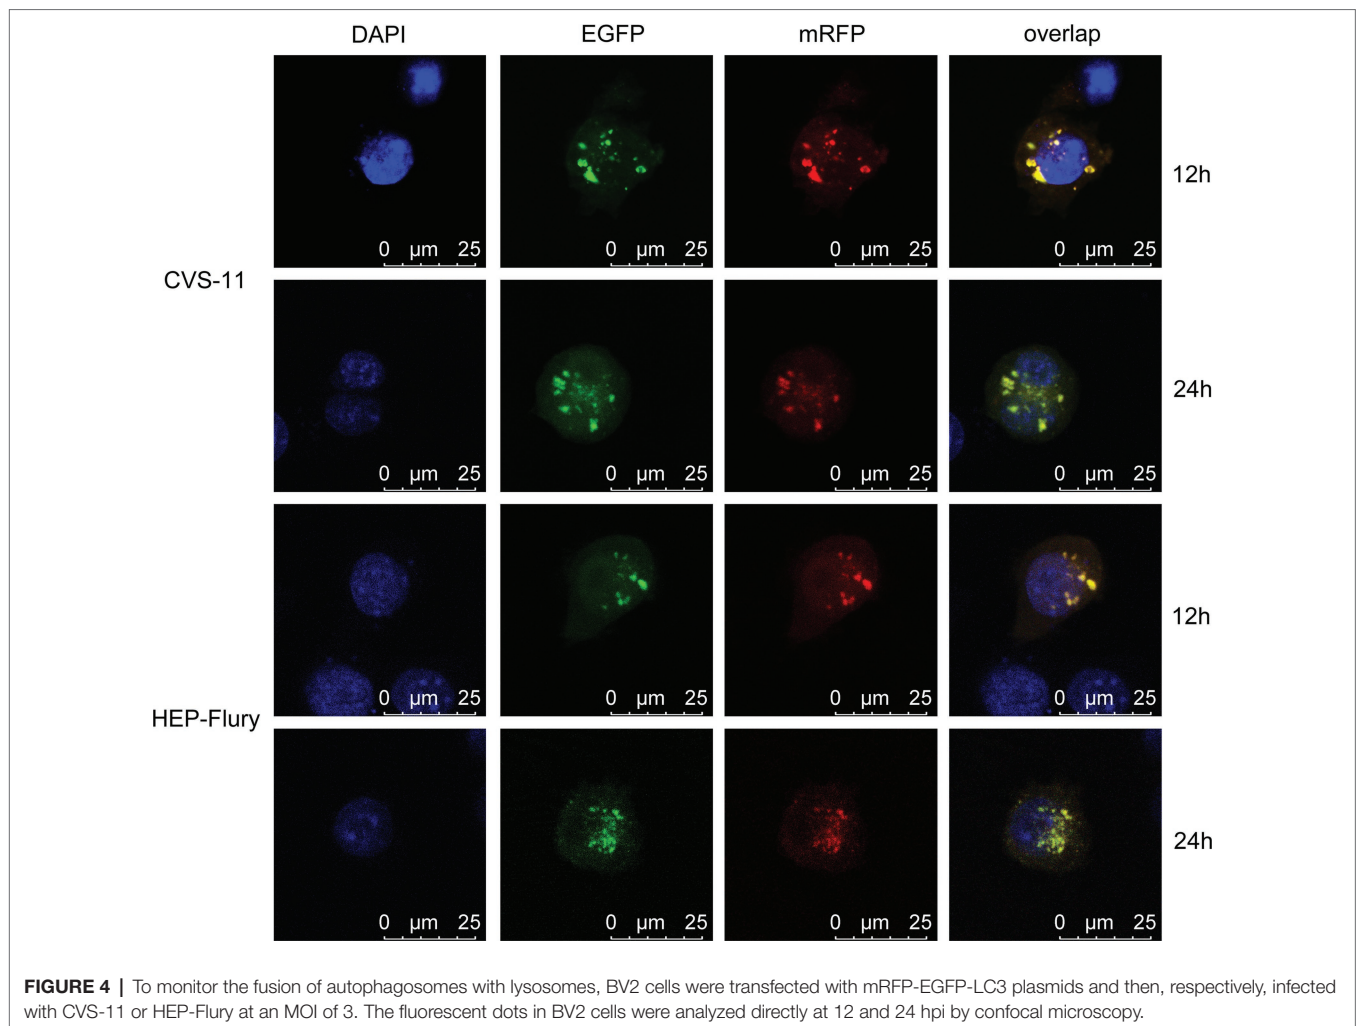 DAPI EGFP mRFP overlap
0 µm 25 0 µm 25 0 µm 25 0 µm 25
12h
CVS-11
0 µm 25 0 µm 25 0 µm 25 0 µm 25
24h
0 µm 25 0 µm 25 0 µm 25 0 µm 25
12h
HEP-Flury
0 µm 25 0 µm 25 0 µm 25 0 µm 25
24h
FIGURE 4 | To monitor the fusion of autophagosomes with lysosomes, BV2 cells were transfected with mRFP-EGFP-LC3 plasmids and then, respectively, infected
with CVS-11 or HEP-Flury at an MOI of 3. The fluorescent dots in BV2 cells were analyzed directly at 12 and 24 hpi by confocal microscopy.